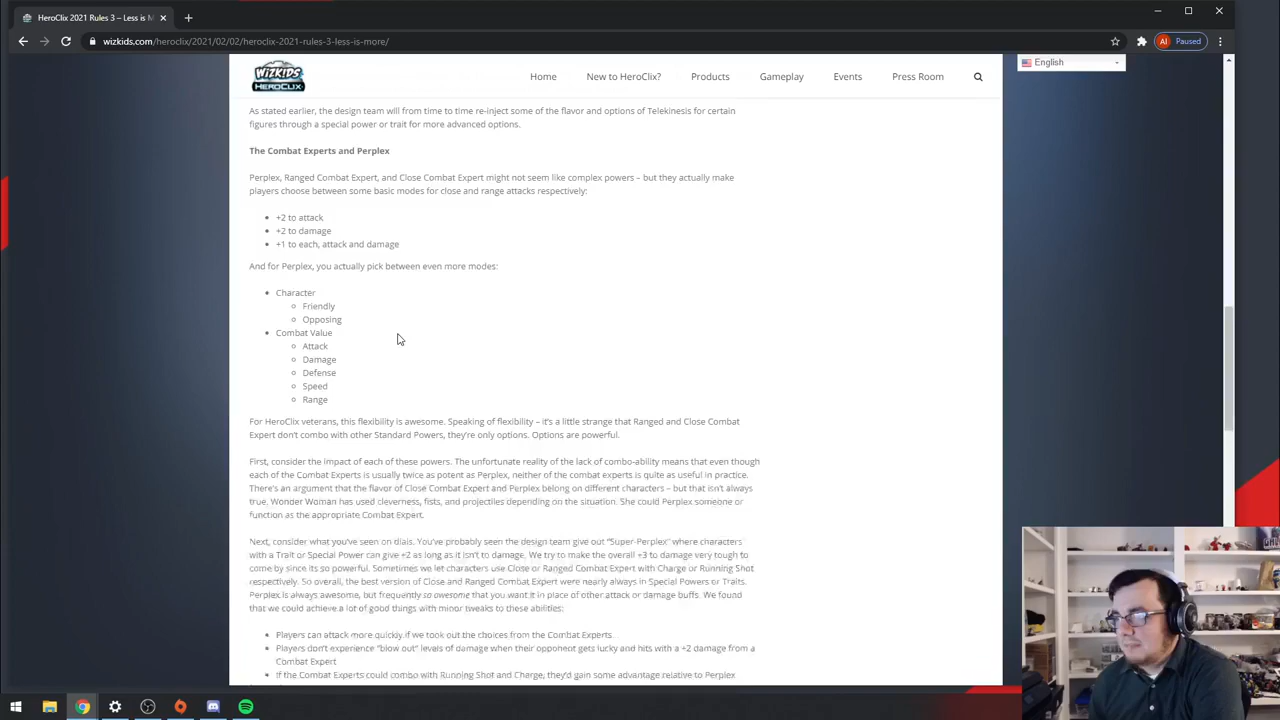 HeroClix 2021 Rules 3 – Less is M
wizkids.com/heroclix/2021/02/02/heroclix-2021-rules-3-less-is-more/
AI Paused
WIZKIDS
HEROCLIX
Home New to HeroClix? Products Gameplay Events Press Room
English
As stated earlier, the design team will from time to time re-inject some of the flavor and options of Telekinesis for certain
figures through a special power or trait for more advanced options.
The Combat Experts and Perplex
Perplex, Ranged Combat Expert, and Close Combat Expert might not seem like complex powers – but they actually make
players choose between some basic modes for close and range attacks respectively:
+2 to attack
+2 to damage
+1 to each, attack and damage
And for Perplex, you actually pick between even more modes:
Character
Friendly
Opposing
Combat Value
Attack
Damage
Defense
Speed
Range
For HeroClix veterans, this flexibility is awesome. Speaking of flexibility – it's a little strange that Ranged and Close Combat
Expert don't combo with other Standard Powers, they're only options. Options are powerful.
First, consider the impact of each of these powers. The unfortunate reality of the lack of combo-ability means that even though
each of the Combat Experts is usually twice as potent as Perplex, neither of the combat experts is quite as useful in practice.
There's an argument that the flavor of Close Combat Expert and Perplex belong on different characters – but that isn't always
true, Wonder Woman has used cleverness, fists, and projectiles depending on the situation. She could Perplex someone or
function as the appropriate Combat Expert.
Next, consider what you've seen on dials. You've probably seen the design team give out "Super-Perplex" where characters
with a Trait or Special Power can give +2 as long as it isn't to damage. We try to make the overall +3 to damage very tough to
come by since its so powerful. Sometimes we let characters use Close or Ranged Combat Expert with Charge or Running Shot
respectively. So overall, the best version of Close and Ranged Combat Expert were nearly always in Special Powers or Traits.
Perplex is always awesome, but frequently so awesome that you want it in place of other attack or damage buffs. We found
that we could achieve a lot of good things with minor tweaks to these abilities:
Players can attack more quickly if we took out the choices from the Combat Experts.
Players don't experience "blow out" levels of damage when their opponent gets lucky and hits with a +2 damage from a
Combat Expert
If the Combat Experts could combo with Running Shot and Charge, they'd gain some advantage relative to Perplex